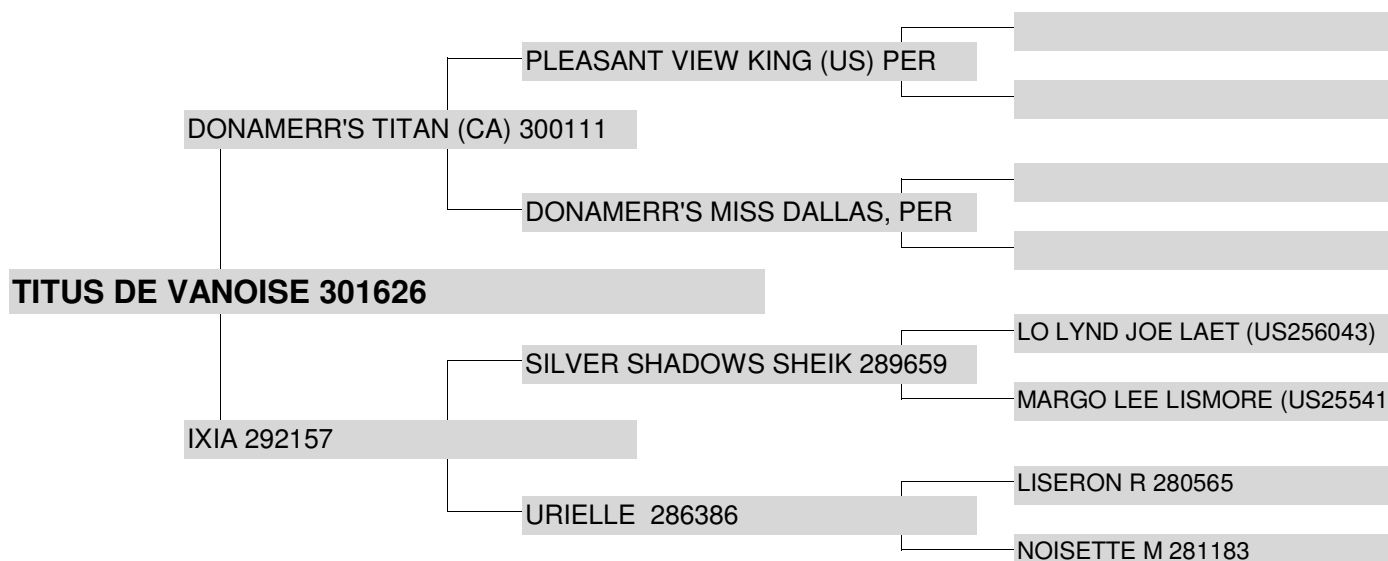 PLEASANT VIEW KING (US) PER
DONAMERR'S TITAN (CA) 300111
DONAMERR'S MISS DALLAS, PER
TITUS DE VANOISE 301626
LO LYND JOE LAET (US256043)
SILVER SHADOWS SHEIK 289659
MARGO LEE LISMORE (US25541
IXIA 292157
LISERON R 280565
URIELLE 286386
NOISETTE M 281183